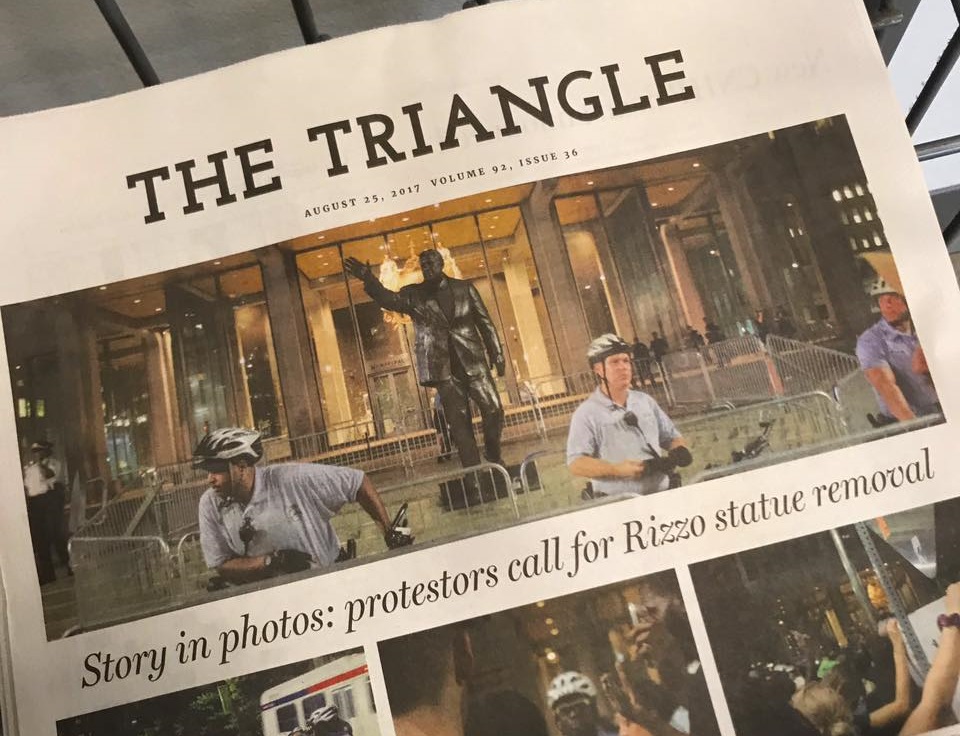 THE TRIANGLE
AUGUST 25, 2017 VOLUME 92, ISSUE 36
Story in photos: protestors call for Rizzo statue removal